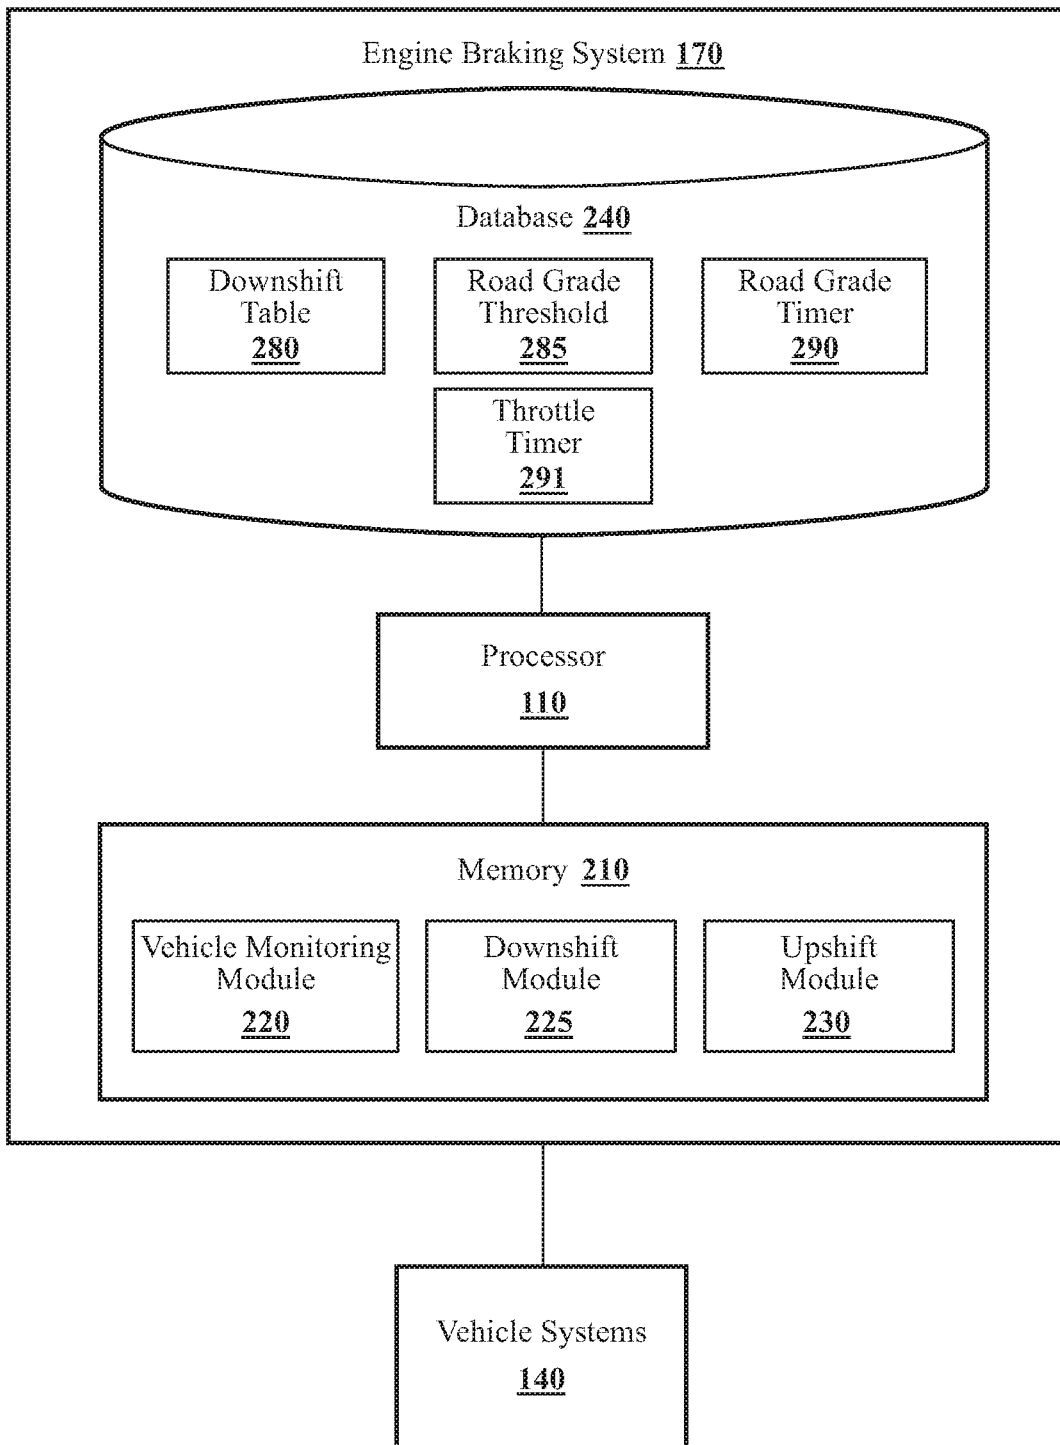 Engine Braking System 170
Database 240
Downshift
Table
280
Road Grade
Threshold
285
Road Grade
Timer
290
Throttle
Timer
291
Processor
110
Memory 210
Vehicle Monitoring
Module
220
Downshift
Module
225
Upshift
Module
230
Vehicle Systems
140